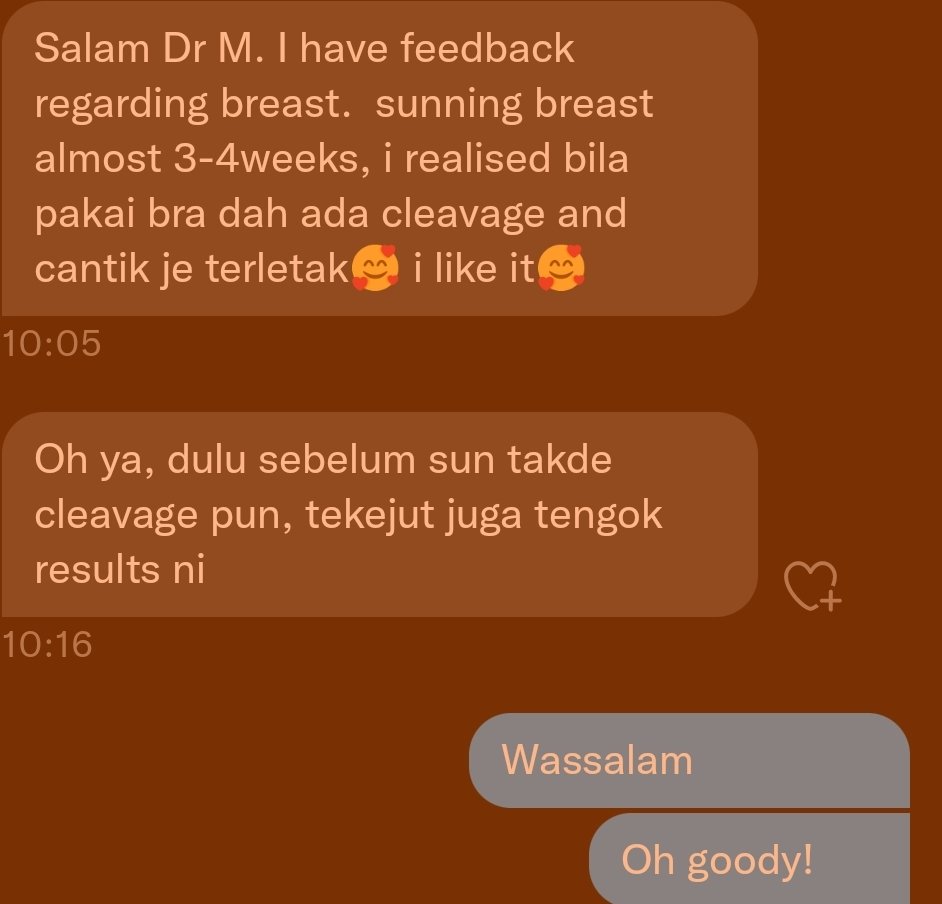 Salam Dr M. I have feedback
regarding breast.  sunning breast
almost 3-4weeks, i realised bila
pakai bra dah ada cleavage and
cantik je terletak🥰 i like it🥰
10:05
Oh ya, dulu sebelum sun takde
cleavage pun, tekejut juga tengok
results ni
10:16
Wassalam
Oh goody!